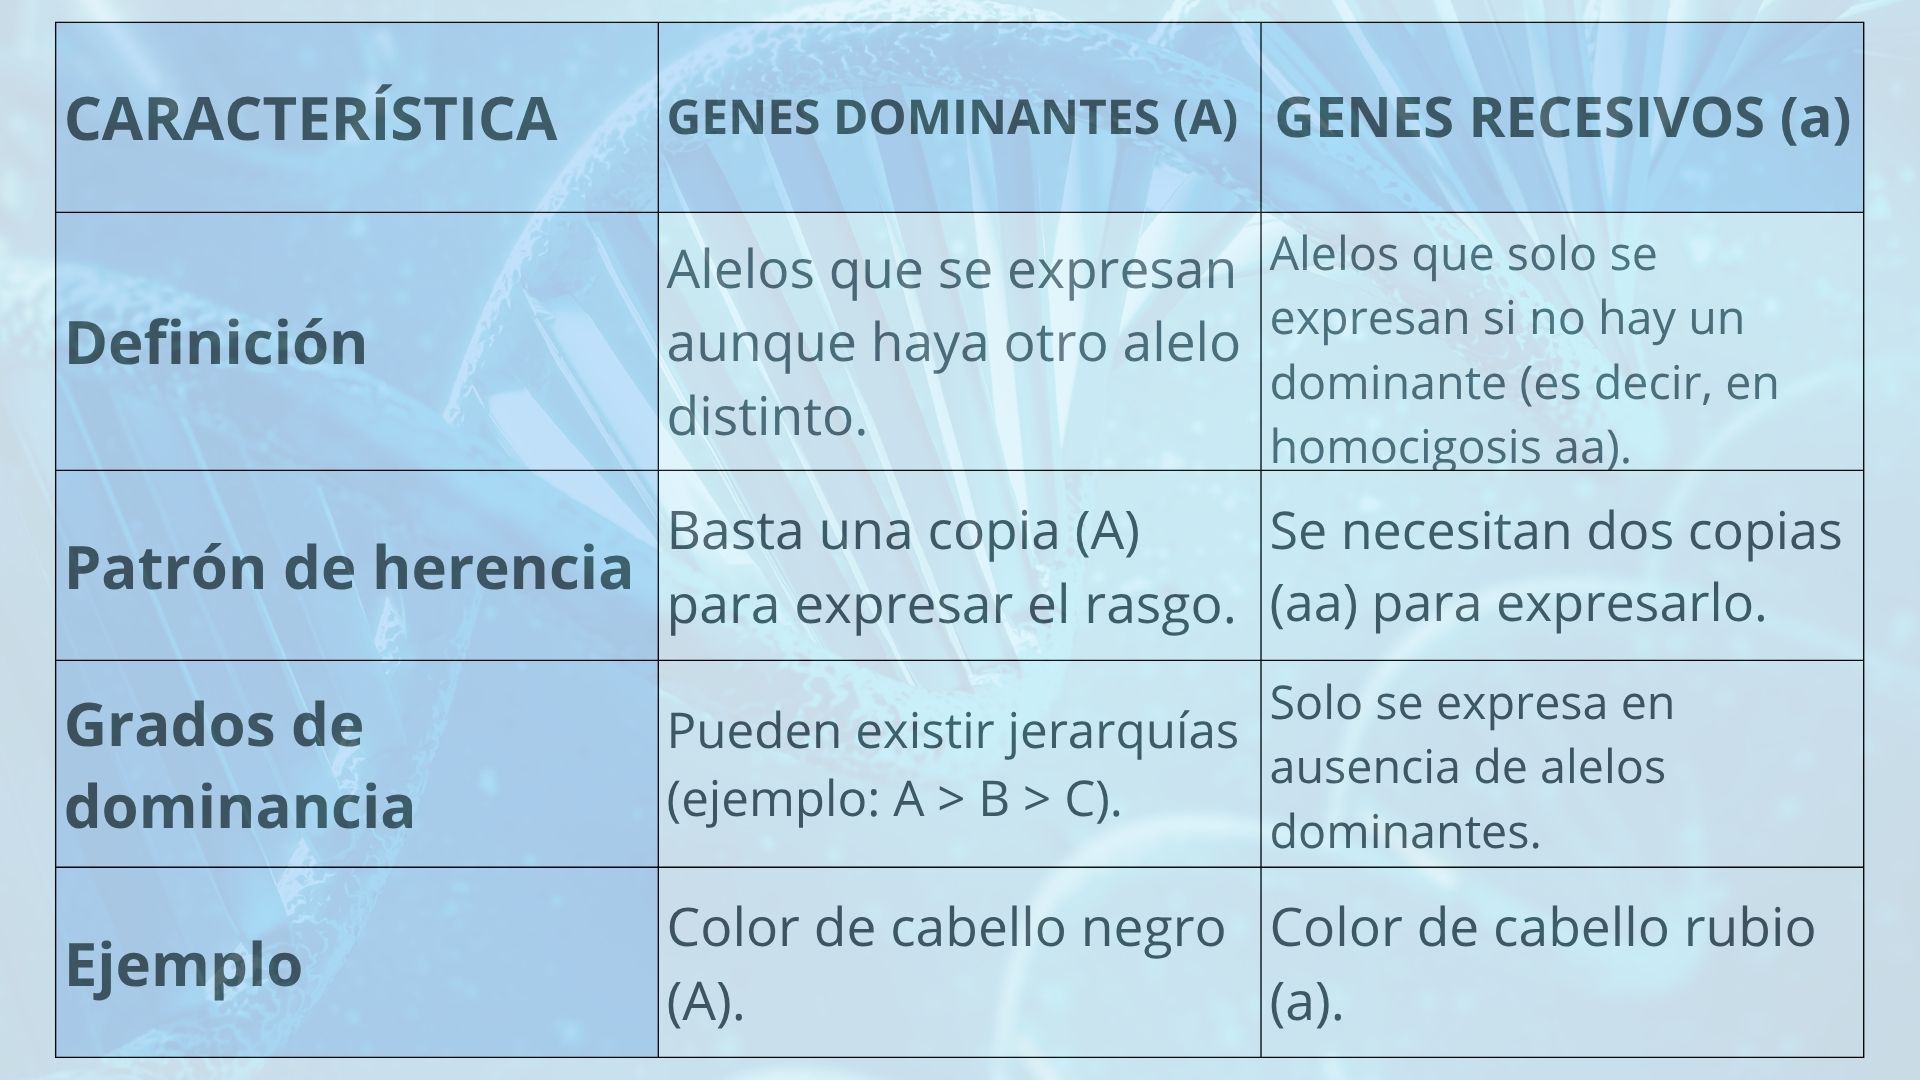 CARACTERÍSTICA
GENES DOMINANTES (A)
GENES RECESIVOS (a)
Definición
Alelos que se expresan
aunque haya otro alelo
distinto.
Alelos que solo se
expresan si no hay un
dominante (es decir, en
homocigosis aa).
Patrón de herencia
Basta una copia (A)
para expresar el rasgo.
Se necesitan dos copias
(aa) para expresarlo.
Grados de
dominancia
Pueden existir jerarquías
(ejemplo: A > B > C).
Solo se expresa en
ausencia de alelos
dominantes.
Ejemplo
Color de cabello negro
(A).
Color de cabello rubio
(a).